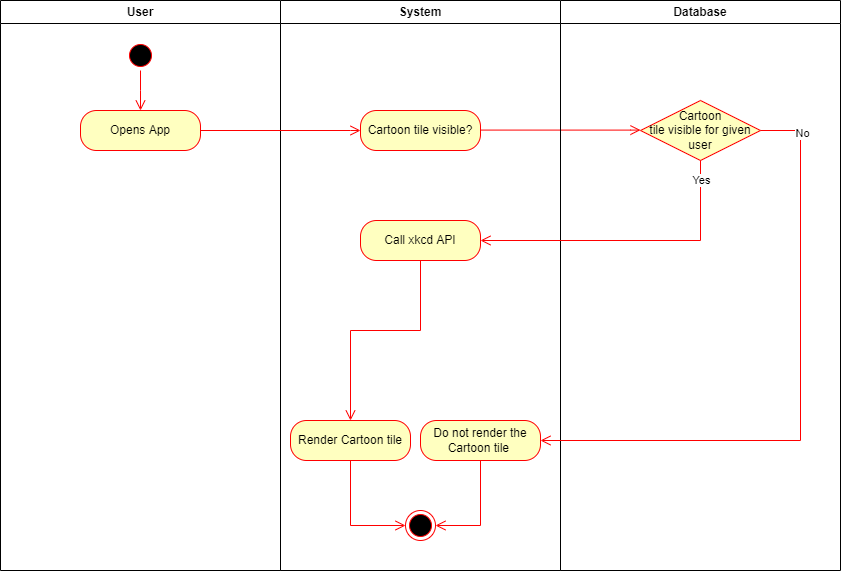 User
System
Database
Opens App
Cartoon tile visible?
Cartoon
tile visible for given
user
No
Yes
Call xkcd API
Render Cartoon tile
Do not render the
Cartoon tile